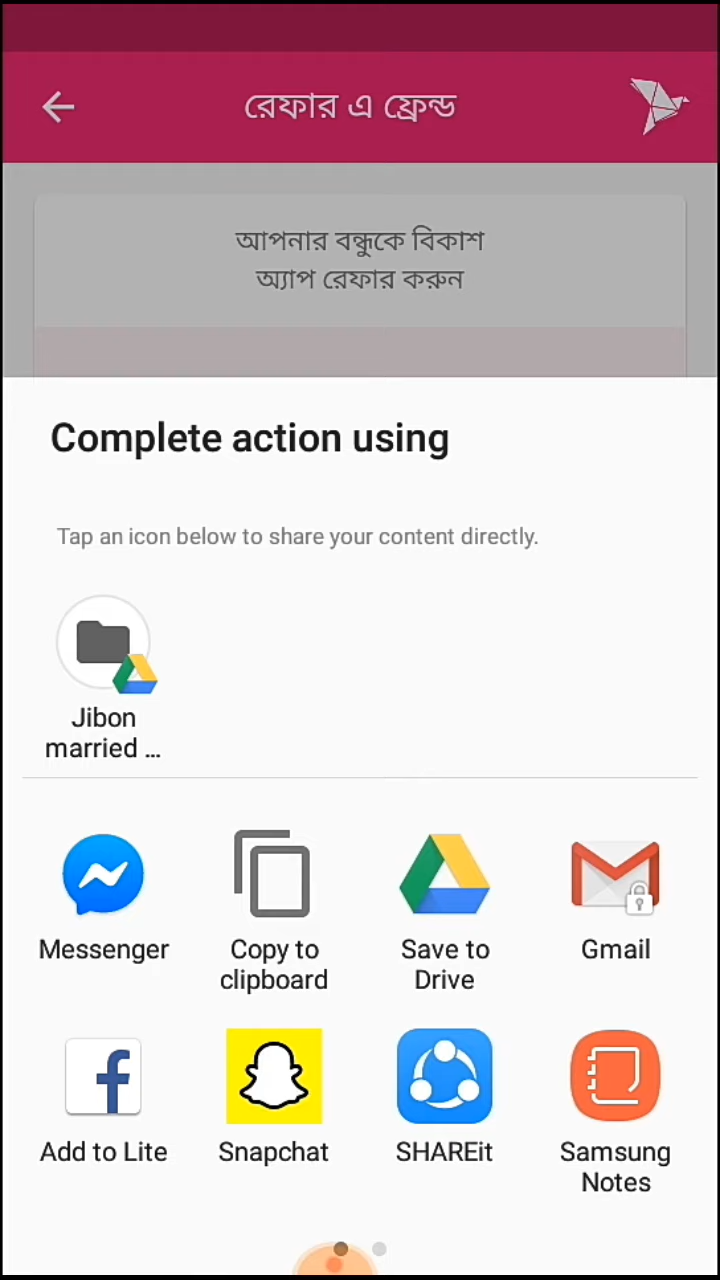 রেফার এ ফ্রেন্ড
আপনার বন্ধুকে বিকাশ
অ্যাপ রেফার করুন
Complete action using
Tap an icon below to share your content directly.
Jibon
married ...
Messenger
Copy to
clipboard
Save to
Drive
Gmail
Add to Lite
Snapchat
SHAREit
Samsung
Notes